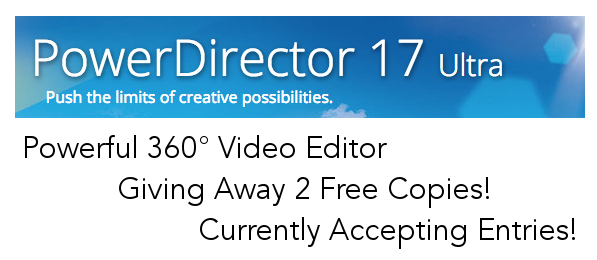 PowerDirector 17 Ultra
Push the limits of creative possibilities.
Powerful 360° Video Editor
Giving Away 2 Free Copies!
Currently Accepting Entries!